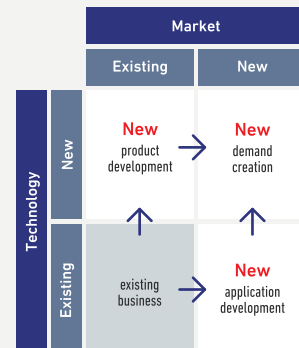 Market
Existing
New
Technology
New
New
product
development
New
demand
creation
Existing
existing
business
New
application
development